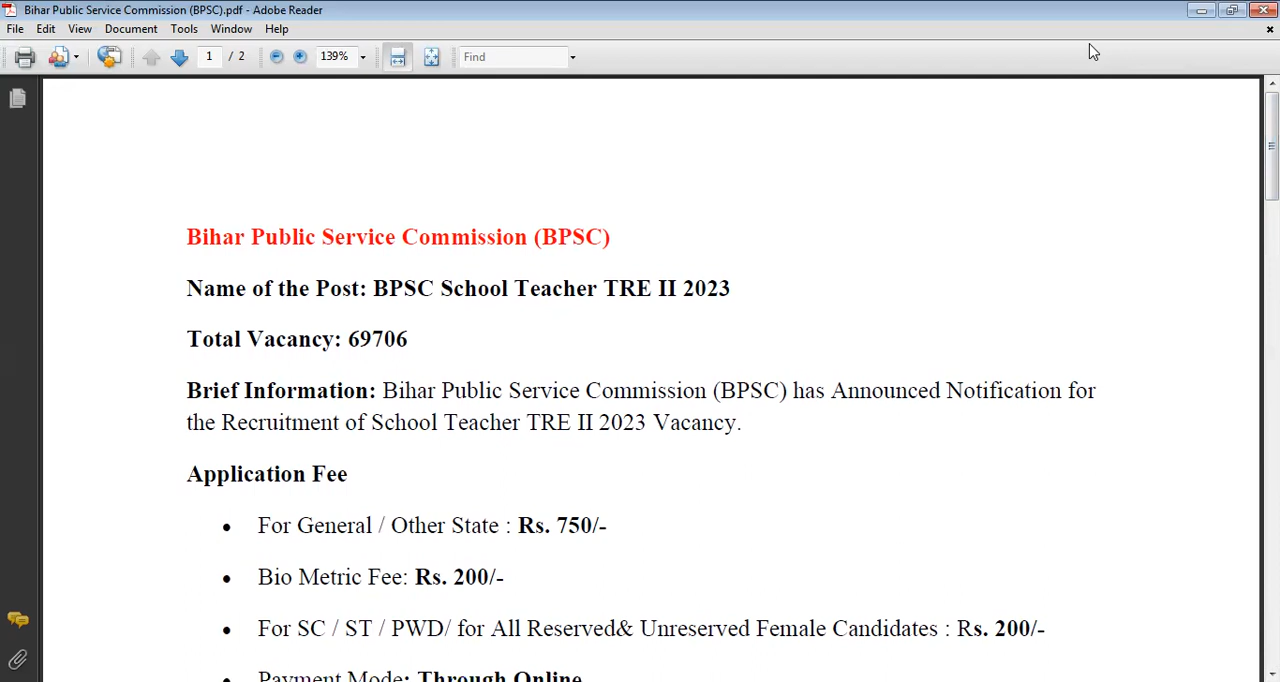 Bihar Public Service Commission (BPSC).pdf - Adobe Reader
File Edit View Document Tools Window Help
1 / 2 139% Find
Bihar Public Service Commission (BPSC)
Name of the Post: BPSC School Teacher TRE II 2023
Total Vacancy: 69706
Brief Information: Bihar Public Service Commission (BPSC) has Announced Notification for
the Recruitment of School Teacher TRE II 2023 Vacancy.
Application Fee
• For General / Other State : Rs. 750/-
• Bio Metric Fee: Rs. 200/-
• For SC / ST / PWD/ for All Reserved& Unreserved Female Candidates : Rs. 200/-
• Payment Mode: Through Online